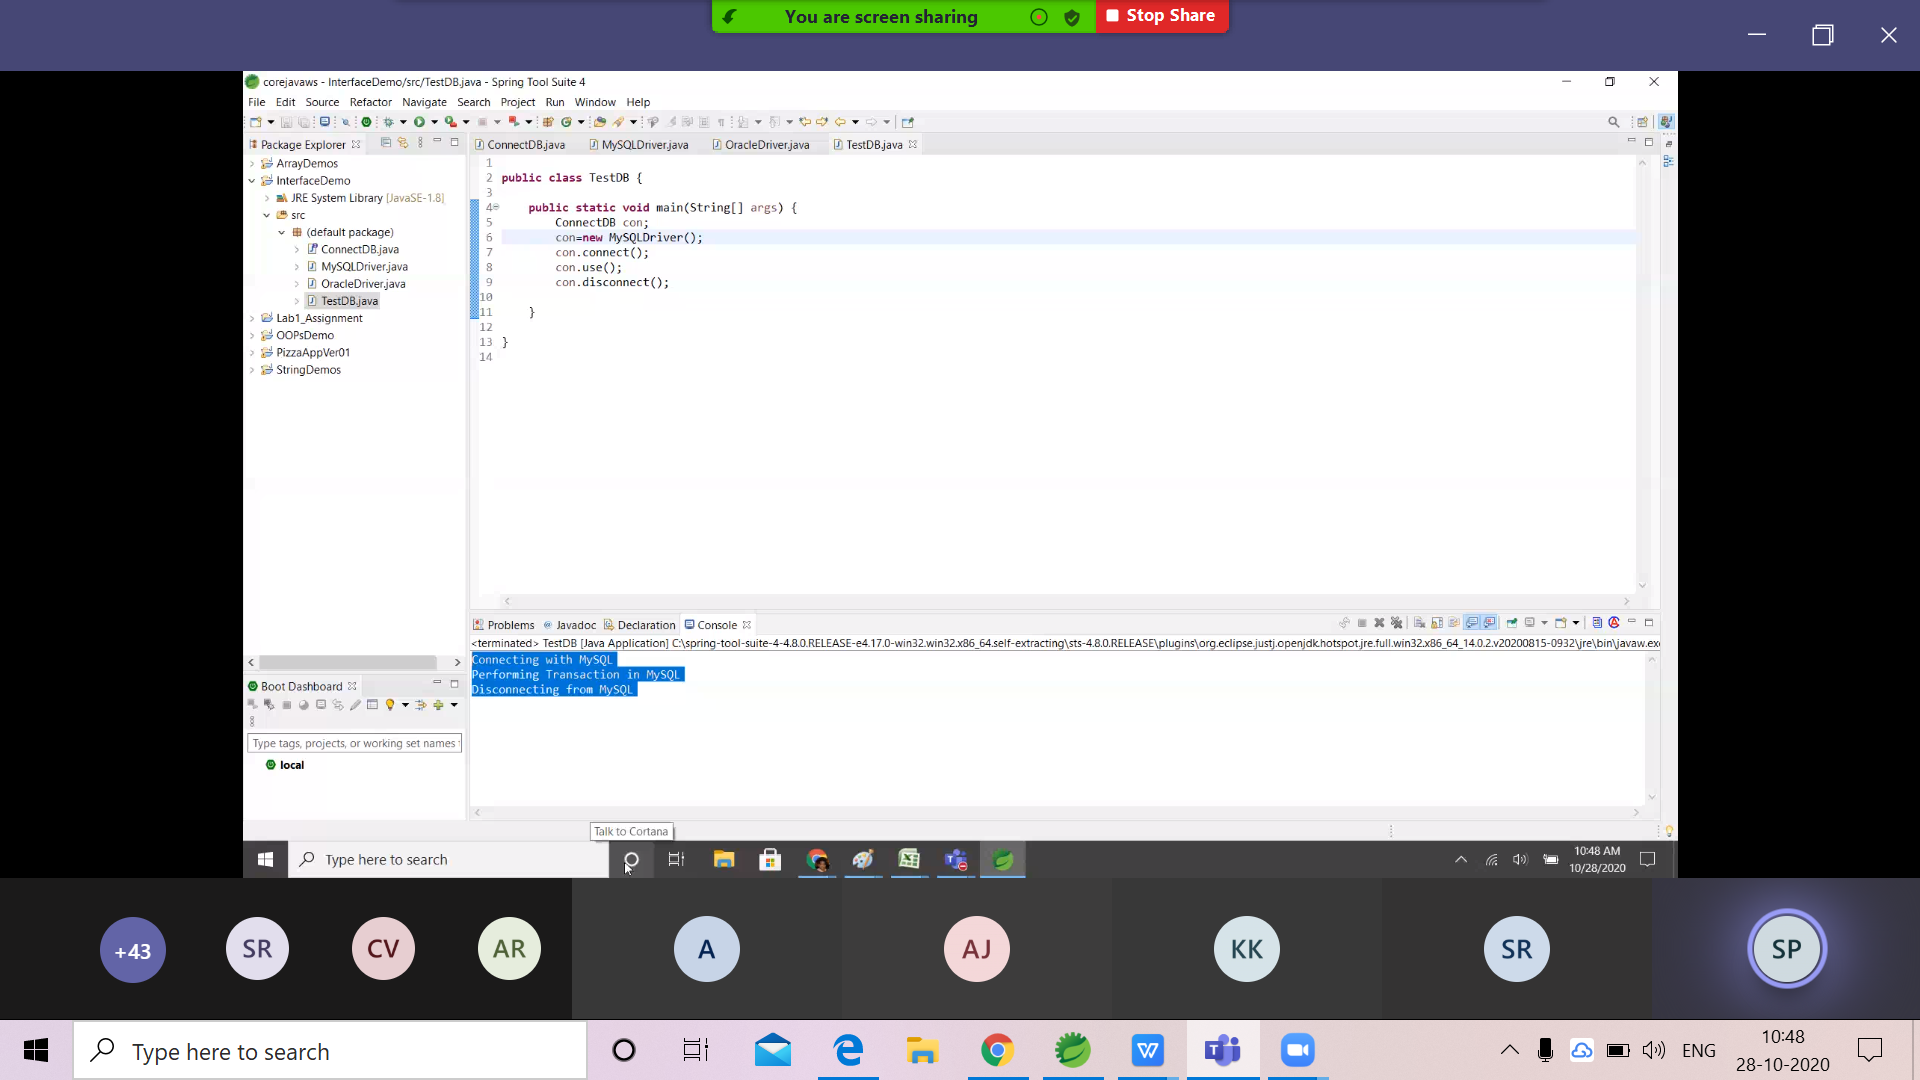 You are screen sharing
Stop Share
corejavaws - InterfaceDemo/src/TestDB.java - Spring Tool Suite 4
File Edit Source Refactor Navigate Search Project Run Window Help
Package Explorer
ArrayDemos
InterfaceDemo
JRE System Library [JavaSE-1.8]
src
(default package)
ConnectDB.java
MySQLDriver.java
OracleDriver.java
TestDB.java
Lab1_Assignment
OOPsDemo
PizzaAppVer01
StringDemos
ConnectDB.java MySQLDriver.java OracleDriver.java TestDB.java
1
2 public class TestDB {
3
4 public static void main(String[] args) {
5 ConnectDB con;
6 con=new MySQLDriver();
7 con.connect();
8 con.use();
9 con.disconnect();
10
11 }
12
13 }
14
Problems Javadoc Declaration Console
<terminated> TestDB [Java Application] C:\spring-tool-suite-4-4.8.0.RELEASE-e4.17.0-win32.win32.x86_64.self-extracting\sts-4.8.0.RELEASE\plugins\org.eclipse.justj.openjdk.hotspot.jre.full.win32.x86_64_14.0.2.v20200815-0932\jre\bin\javaw.exe
Connecting with MySQL
Performing Transaction in MySQL
Disconnecting from MySQL
Boot Dashboard
Type tags, projects, or working set names
local
Talk to Cortana
Type here to search
10:48 AM
10/28/2020
+43 SR CV AR A AJ KK SR SP
Type here to search
ENG
10:48
28-10-2020